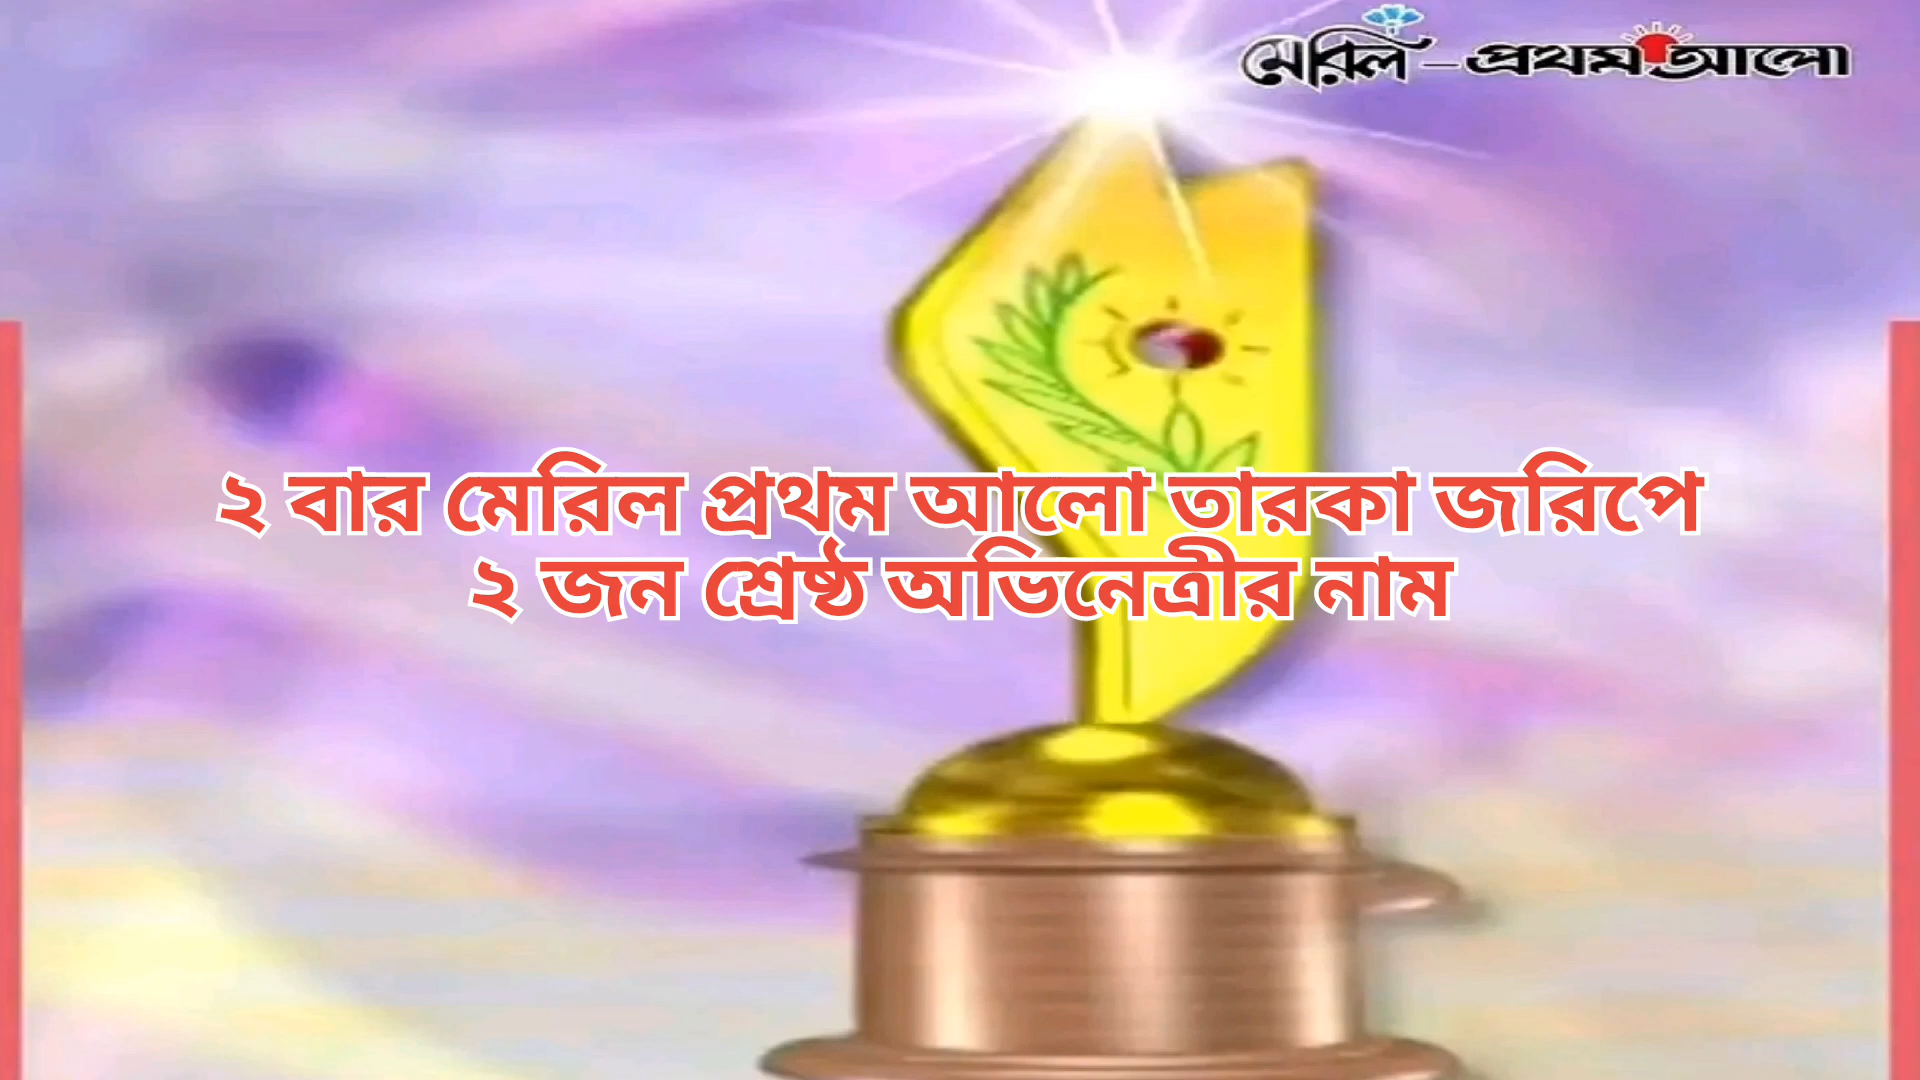 মেরিল - প্রথম আলো
২ বার মেরিল প্রথম আলো তারকা জরিপে
২ জন শ্রেষ্ঠ অভিনেত্রীর নাম